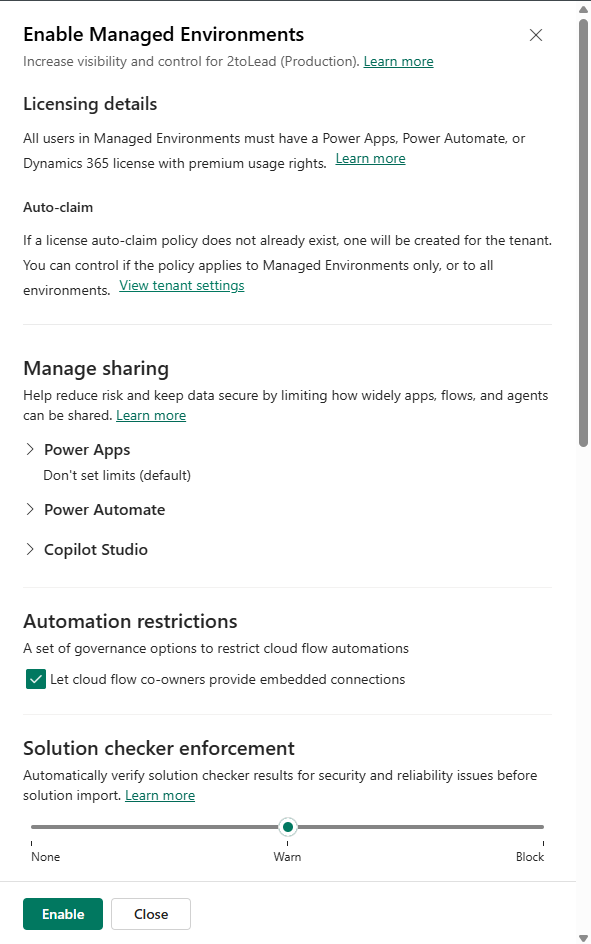 Enable Managed Environments
Increase visibility and control for 2toLead (Production). Learn more
Licensing details
All users in Managed Environments must have a Power Apps, Power Automate, or
Dynamics 365 license with premium usage rights. Learn more
Auto-claim
If a license auto-claim policy does not already exist, one will be created for the tenant.
You can control if the policy applies to Managed Environments only, or to all
environments. View tenant settings
Manage sharing
Help reduce risk and keep data secure by limiting how widely apps, flows, and agents
can be shared. Learn more
Power Apps
Don't set limits (default)
Power Automate
Copilot Studio
Automation restrictions
A set of governance options to restrict cloud flow automations
Let cloud flow co-owners provide embedded connections
Solution checker enforcement
Automatically verify solution checker results for security and reliability issues before
solution import. Learn more
None Warn Block
Enable Close